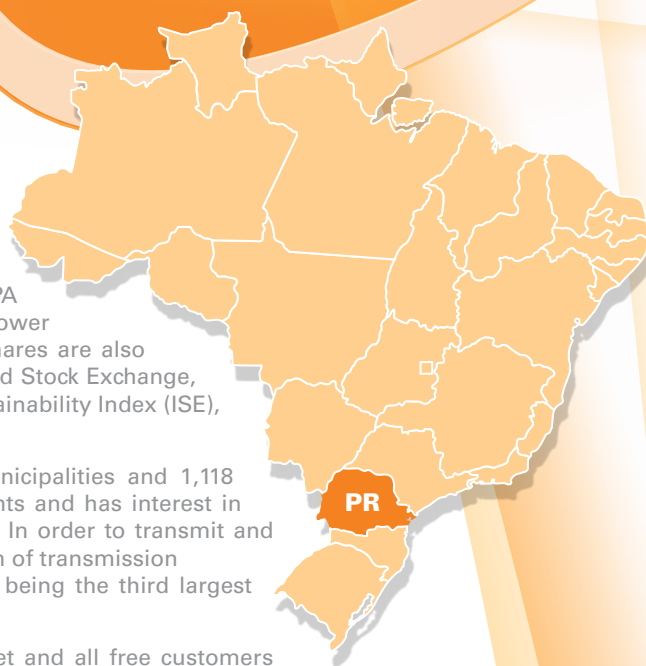 PA
ower
hares are also
d Stock Exchange,
ainability Index (ISE),
nicipalities and 1,118
nts and has interest in
In order to transmit and
n of transmission
being the third largest
et and all free customers
PR